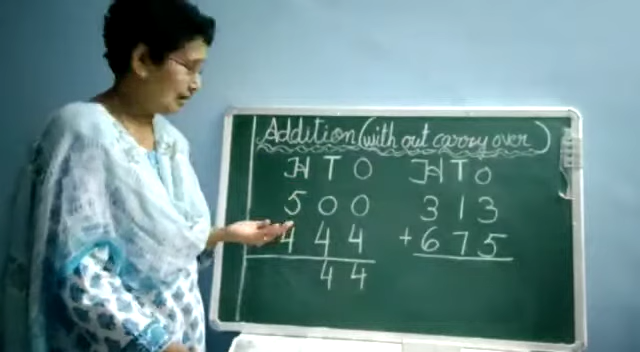 Addition (with out carry over)
H T O H T O
5 0 0 3 1 3
4 4 4 + 6 7 5
4 4